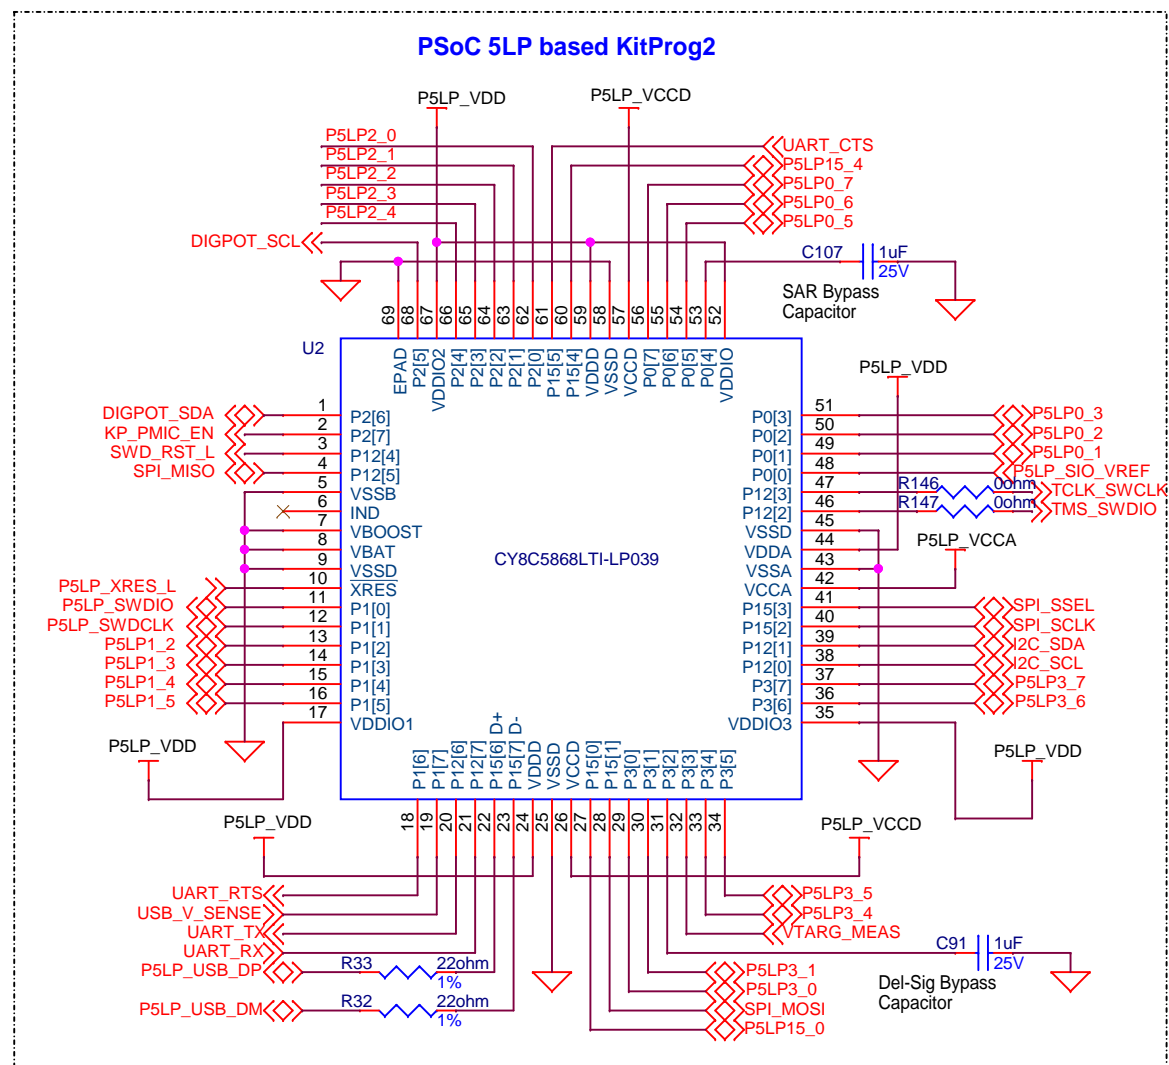 PSoC 5LP based KitProg2
P5LP_VDD
P5LP_VCCD
P5LP2_0
P5LP2_1
P5LP2_2
P5LP2_3
P5LP2_4
DIGPOT_SCL
UART_CTS
P5LP15_4
P5LP0_7
P5LP0_6
P5LP0_5
C107
1uF
25V
SAR Bypass
Capacitor
69
68
67
66
65
64
63
62
61
60
59
58
57
56
55
54
53
52
U2
EPAD
P2[5]
VDDIO2
P2[4]
P2[3]
P2[2]
P2[1]
P2[0]
P15[5]
P15[4]
VDDD
VSSD
VCCD
P0[7]
P0[6]
P0[5]
P0[4]
VDDIO
P5LP_VDD
DIGPOT_SDA 1 P2[6]
KP_PMIC_EN 2 P2[7]
SWD_RST_L 3 P12[4]
SPI_MISO 4 P12[5]
5 VSSB
6 IND
7 VBOOST
8 VBAT
9 VSSD
P5LP_XRES_L 10 XRES
P5LP_SWDIO 11 P1[0]
P5LP_SWDCLK 12 P1[1]
P5LP1_2 13 P1[2]
P5LP1_3 14 P1[3]
P5LP1_4 15 P1[4]
P5LP1_5 16 P1[5]
17 VDDIO1
P5LP_VDD
CY8C5868LTI-LP039
P0[3] 51 P5LP0_3
P0[2] 50 P5LP0_2
P0[1] 49 P5LP0_1
P0[0] 48 P5LP_SIO_VREF
P12[3] 47 R146 0ohm TCLK_SWCLK
P12[2] 46 R147 0ohm TMS_SWDIO
VSSD 45
VDDA 44 P5LP_VCCA
VSSA 43
VCCA 42
P15[3] 41 SPI_SSEL
P15[2] 40 SPI_SCLK
P12[1] 39 I2C_SDA
P12[0] 38 I2C_SCL
P3[7] 37 P5LP3_7
P3[6] 36 P5LP3_6
VDDIO3 35
P5LP_VDD
P1[6]
P1[7]
P12[6]
P12[7]
P15[6] D+
P15[7] D-
VDDD
VSSD
VCCD
P15[0]
P15[1]
P3[0]
P3[1]
P3[2]
P3[3]
P3[4]
P3[5]
18
19
20
21
22
23
24
25
26
27
28
29
30
31
32
33
34
P5LP_VDD
P5LP_VCCD
UART_RTS
USB_V_SENSE
UART_TX
UART_RX
P5LP_USB_DP R33 22ohm
1%
P5LP_USB_DM R32 22ohm
1%
P5LP3_5
P5LP3_4
VTARG_MEAS
C91
1uF
25V
Del-Sig Bypass
Capacitor
P5LP3_1
P5LP3_0
SPI_MOSI
P5LP15_0